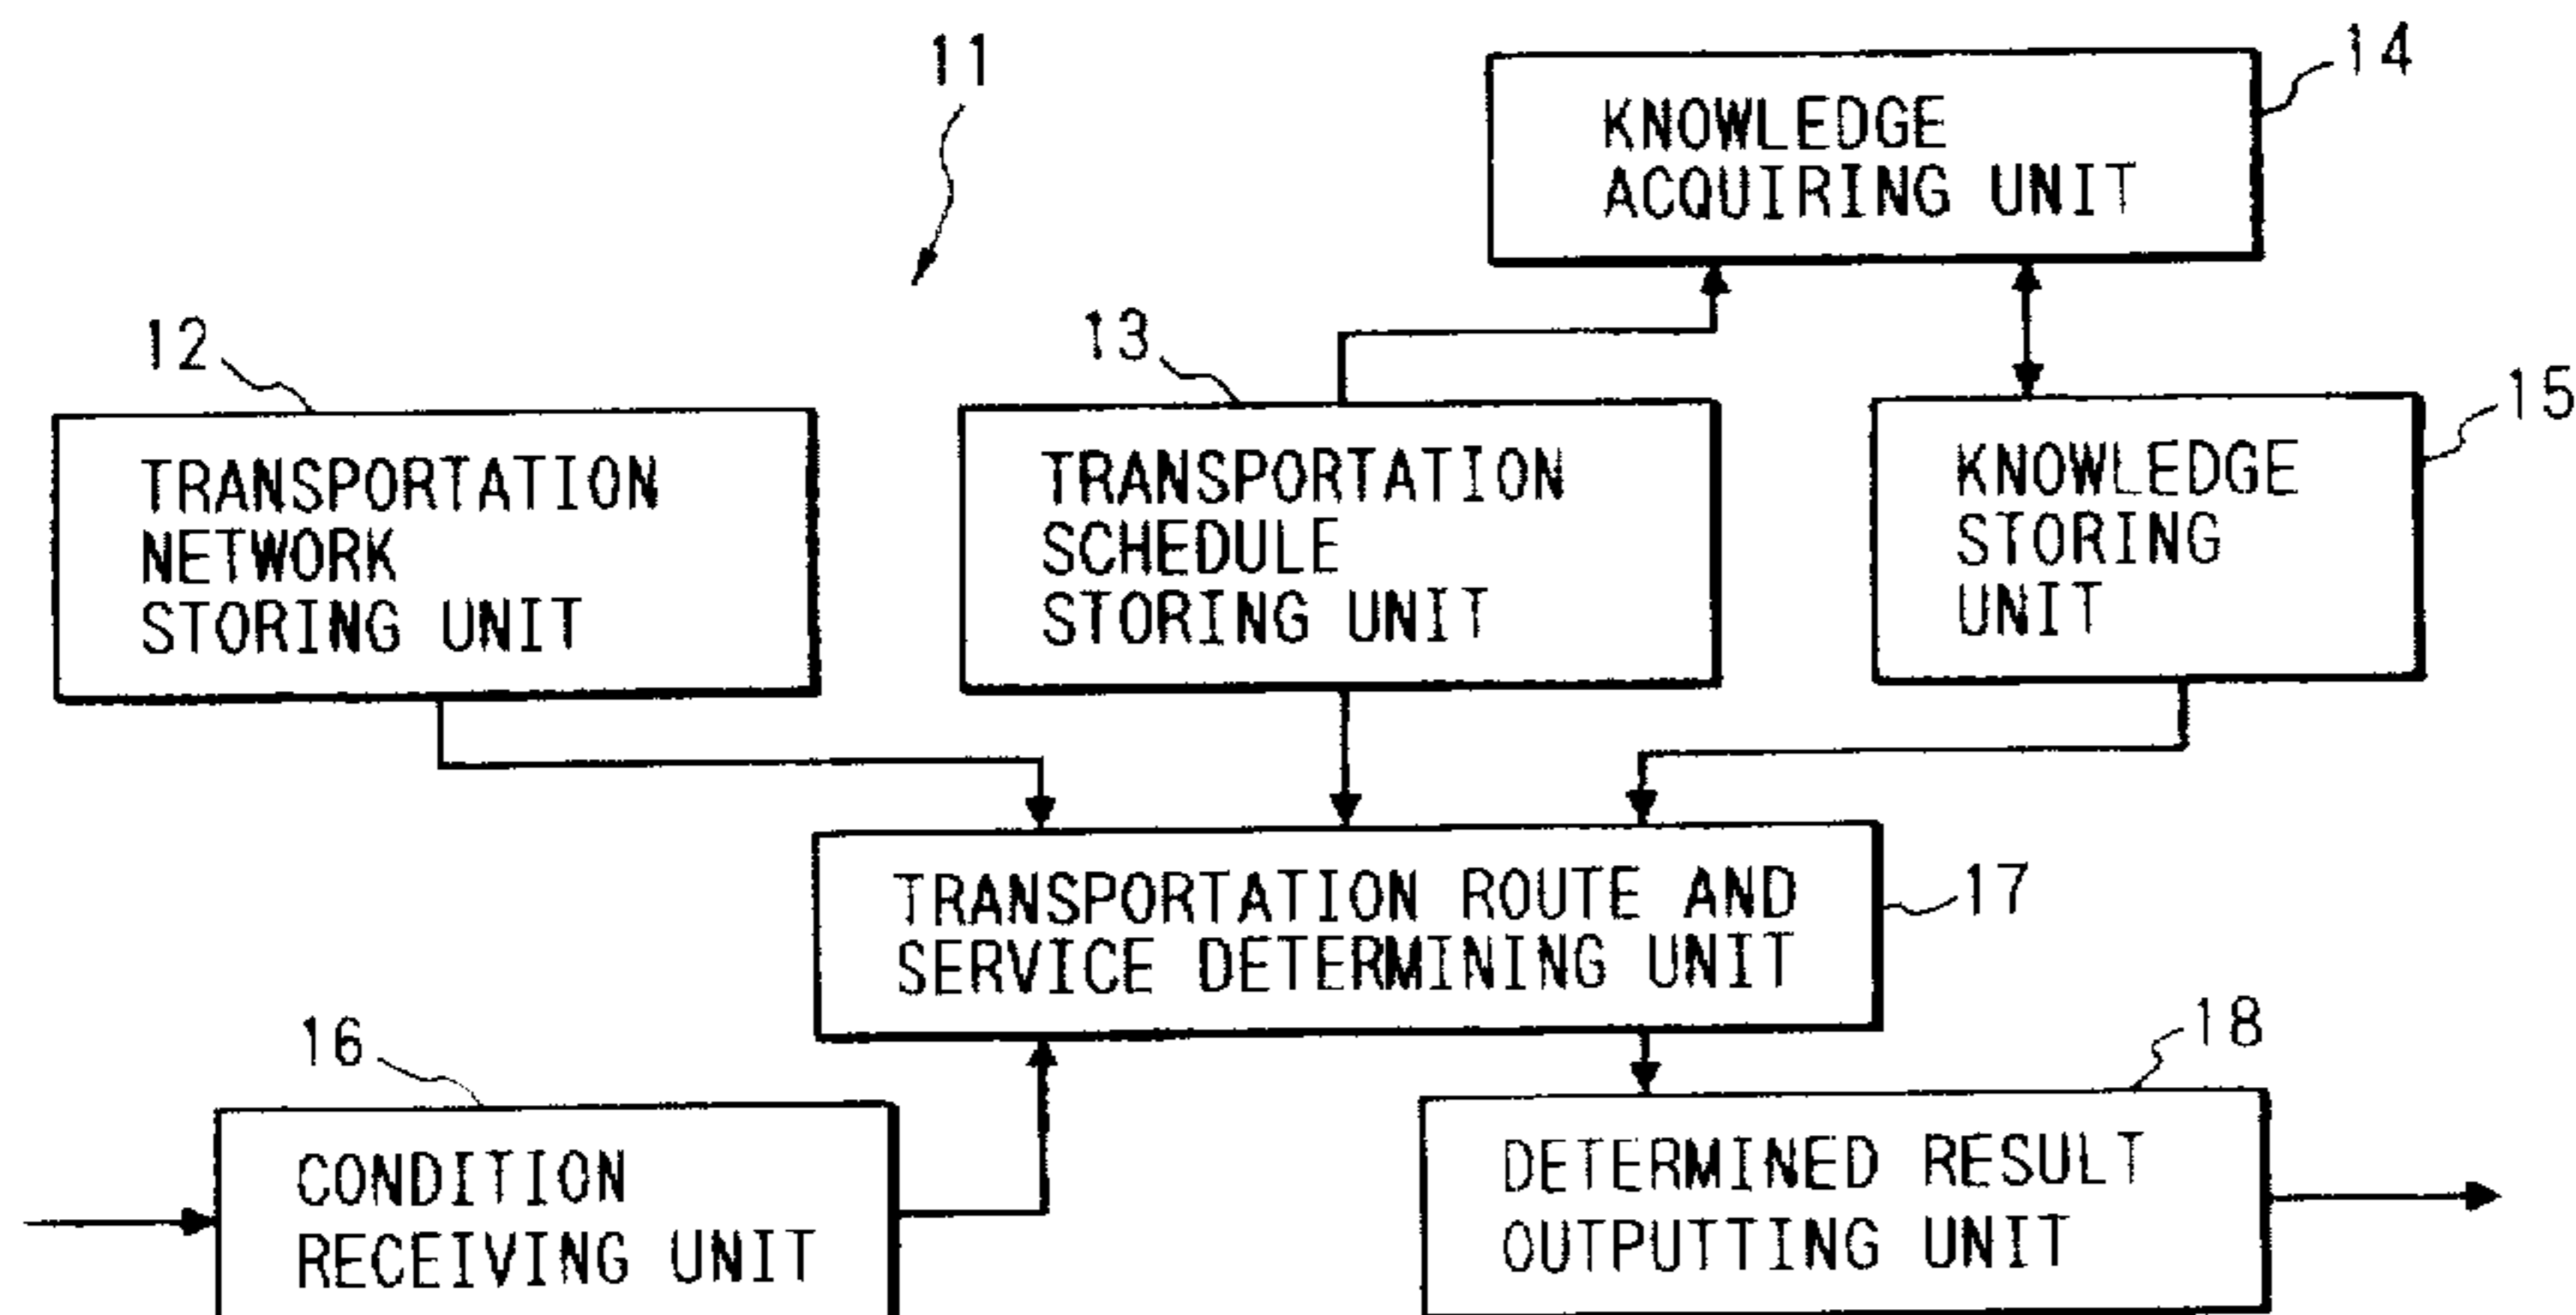 11
14
KNOWLEDGE
ACQUIRING UNIT
12
13
15
TRANSPORTATION
NETWORK
STORING UNIT
TRANSPORTATION
SCHEDULE
STORING UNIT
KNOWLEDGE
STORING
UNIT
TRANSPORTATION ROUTE AND
SERVICE DETERMINING UNIT
17
16
18
CONDITION
RECEIVING UNIT
DETERMINED RESULT
OUTPUTTING UNIT